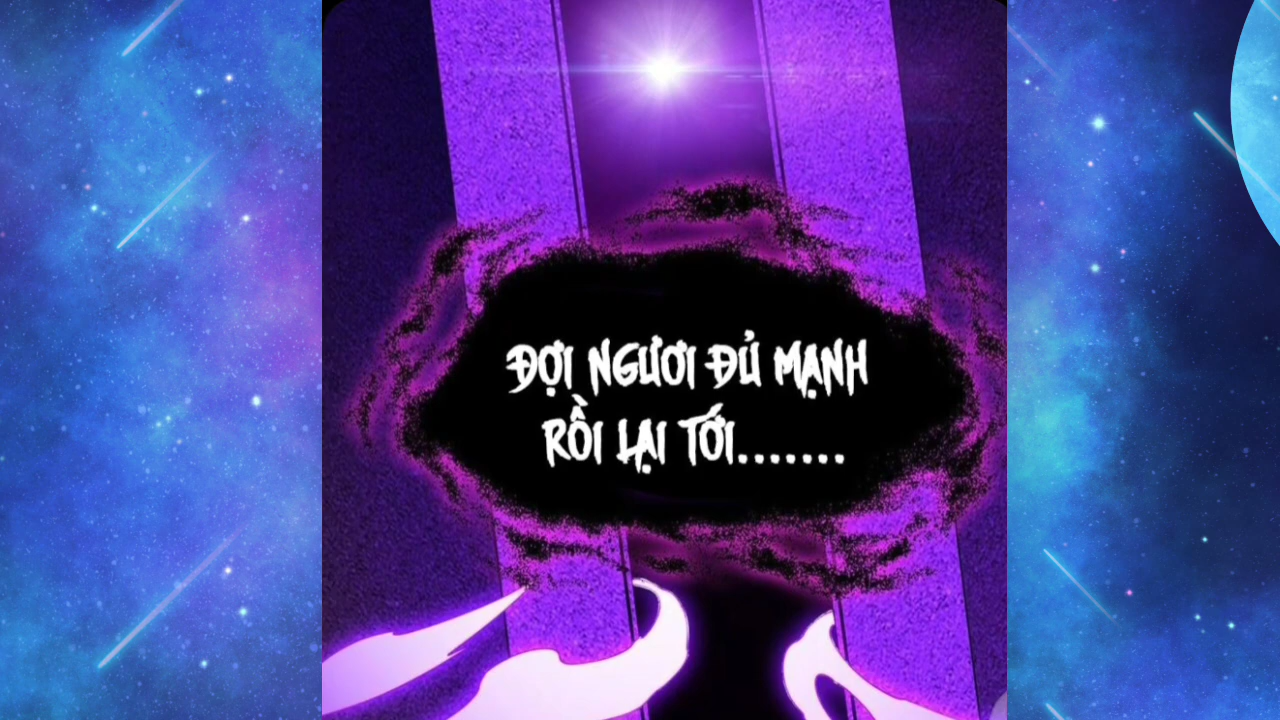 ĐỢI NGƯƠI ĐỦ MẠNH
RỒI LẠI TỚI.......